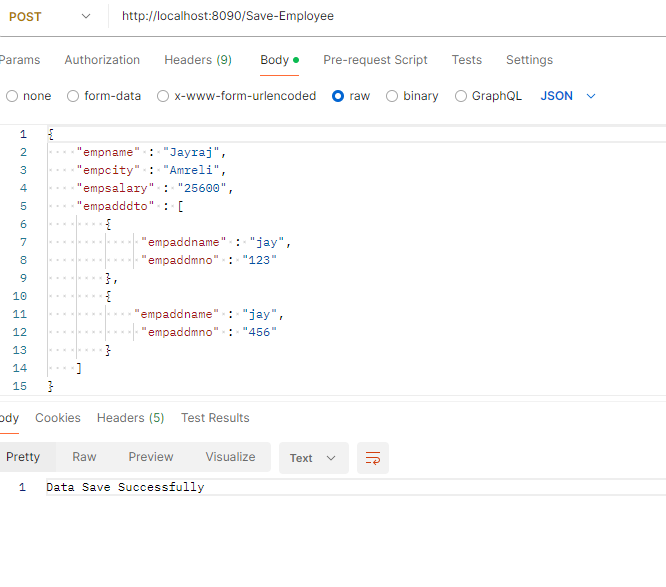 POST http://localhost:8090/Save-Employee
Params Authorization Headers (9) Body Pre-request Script Tests Settings
none form-data x-www-form-urlencoded raw binary GraphQL JSON
1 {
2 "empname" : "Jayraj",
3 "empcity" : "Amreli",
4 "empsalary" : "25600",
5 "empadddto" : [
6 {
7 "empaddname" : "jay",
8 "empaddmno" : "123"
9 },
10 {
11 "empaddname" : "jay",
12 "empaddmno" : "456"
13 }
14 ]
15 }
ody Cookies Headers (5) Test Results
Pretty Raw Preview Visualize Text
1 Data Save Successfully